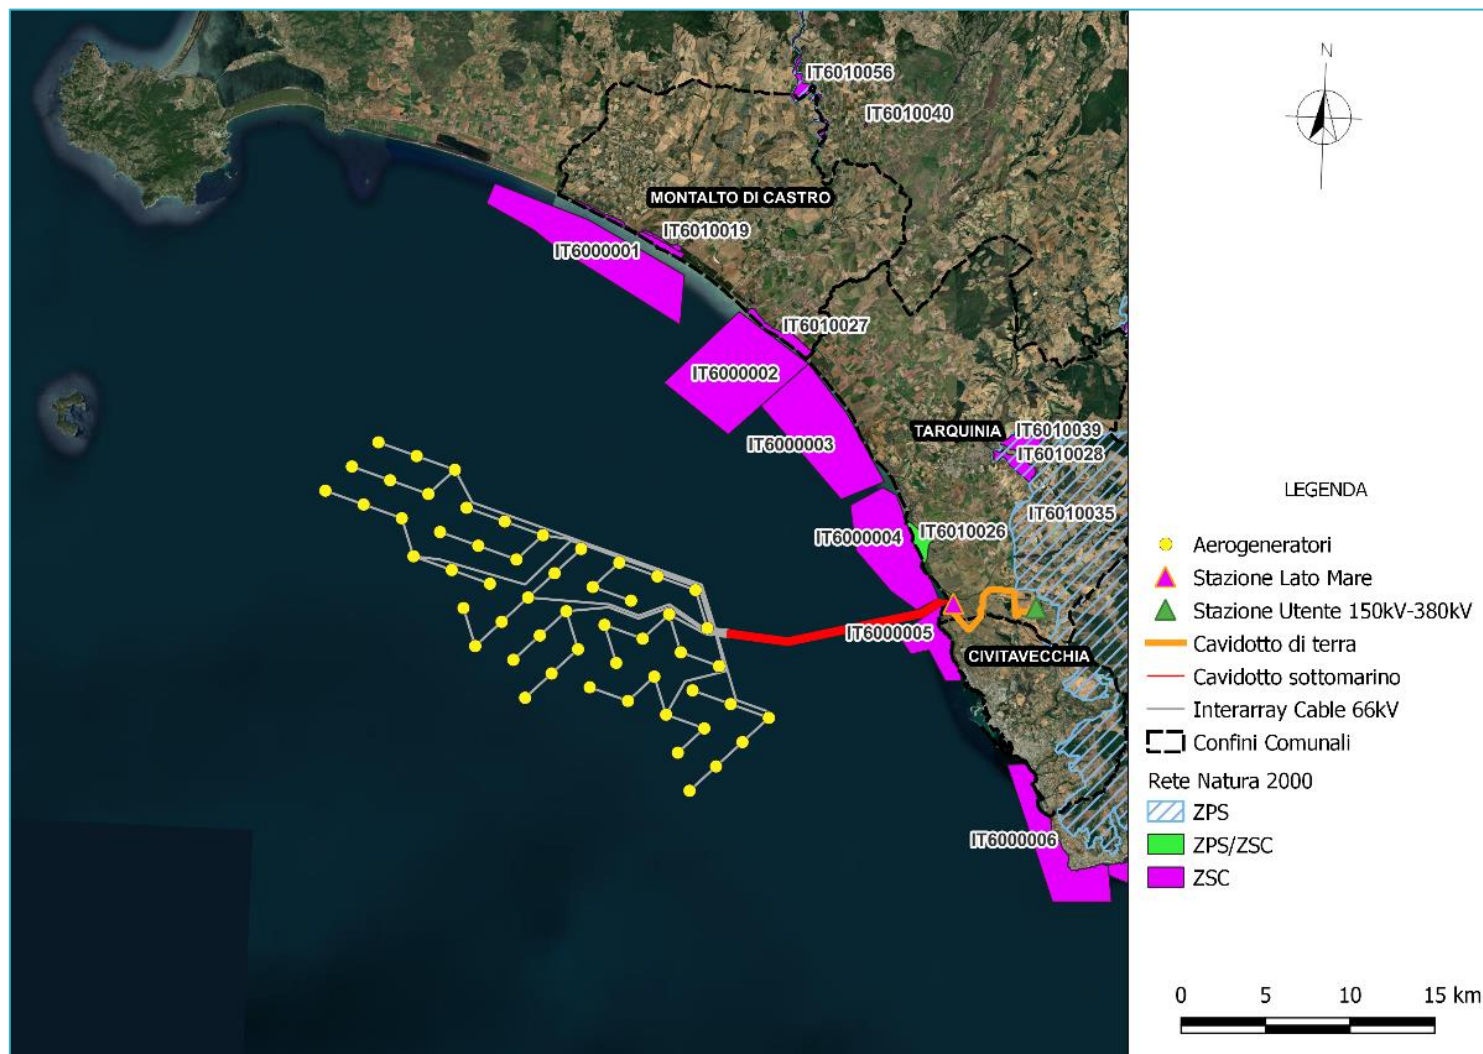 IT6010056
IT6010040
MONTALTO DI CASTRO
IT6010019
IT6000001
IT6010027
IT6000002
TARQUINIA
IT6010039
IT6000003
IT6010028
IT6010035
IT6010026
IT6000004
IT6000005
CIVITAVECCHIA
IT6000006
N
LEGENDA
Aerogeneratori
Stazione Lato Mare
Stazione Utente 150kV-380kV
Cavidotto di terra
Cavidotto sottomarino
Interarray Cable 66kV
Confini Comunali
Rete Natura 2000
ZPS
ZPS/ZSC
ZSC
0 5 10 15 km